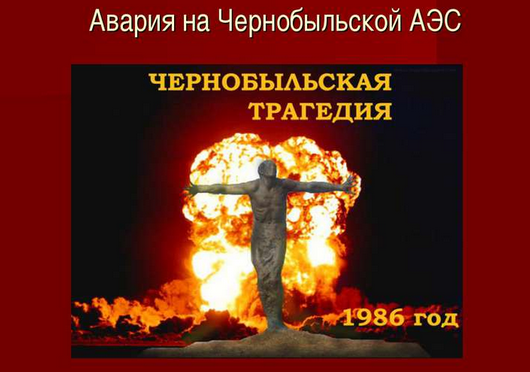 Авария на Чернобыльской АЭС
ЧЕРНОБЫЛЬСКАЯ
ТРАГЕДИЯ
1986 год